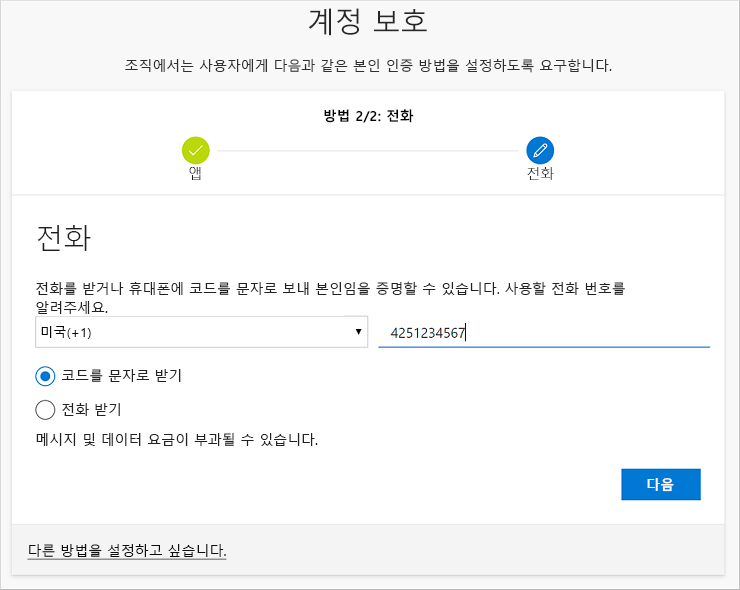 계정 보호
조직에서는 사용자에게 다음과 같은 본인 인증 방법을 설정하도록 요구합니다.
방법 2/2: 전화
앱
전화
전화
전화를 받거나 휴대폰에 코드를 문자로 보내 본인임을 증명할 수 있습니다. 사용할 전화 번호를
알려주세요.
미국(+1)
4251234567
코드를 문자로 받기
전화 받기
메시지 및 데이터 요금이 부과될 수 있습니다.
다음
다른 방법을 설정하고 싶습니다.